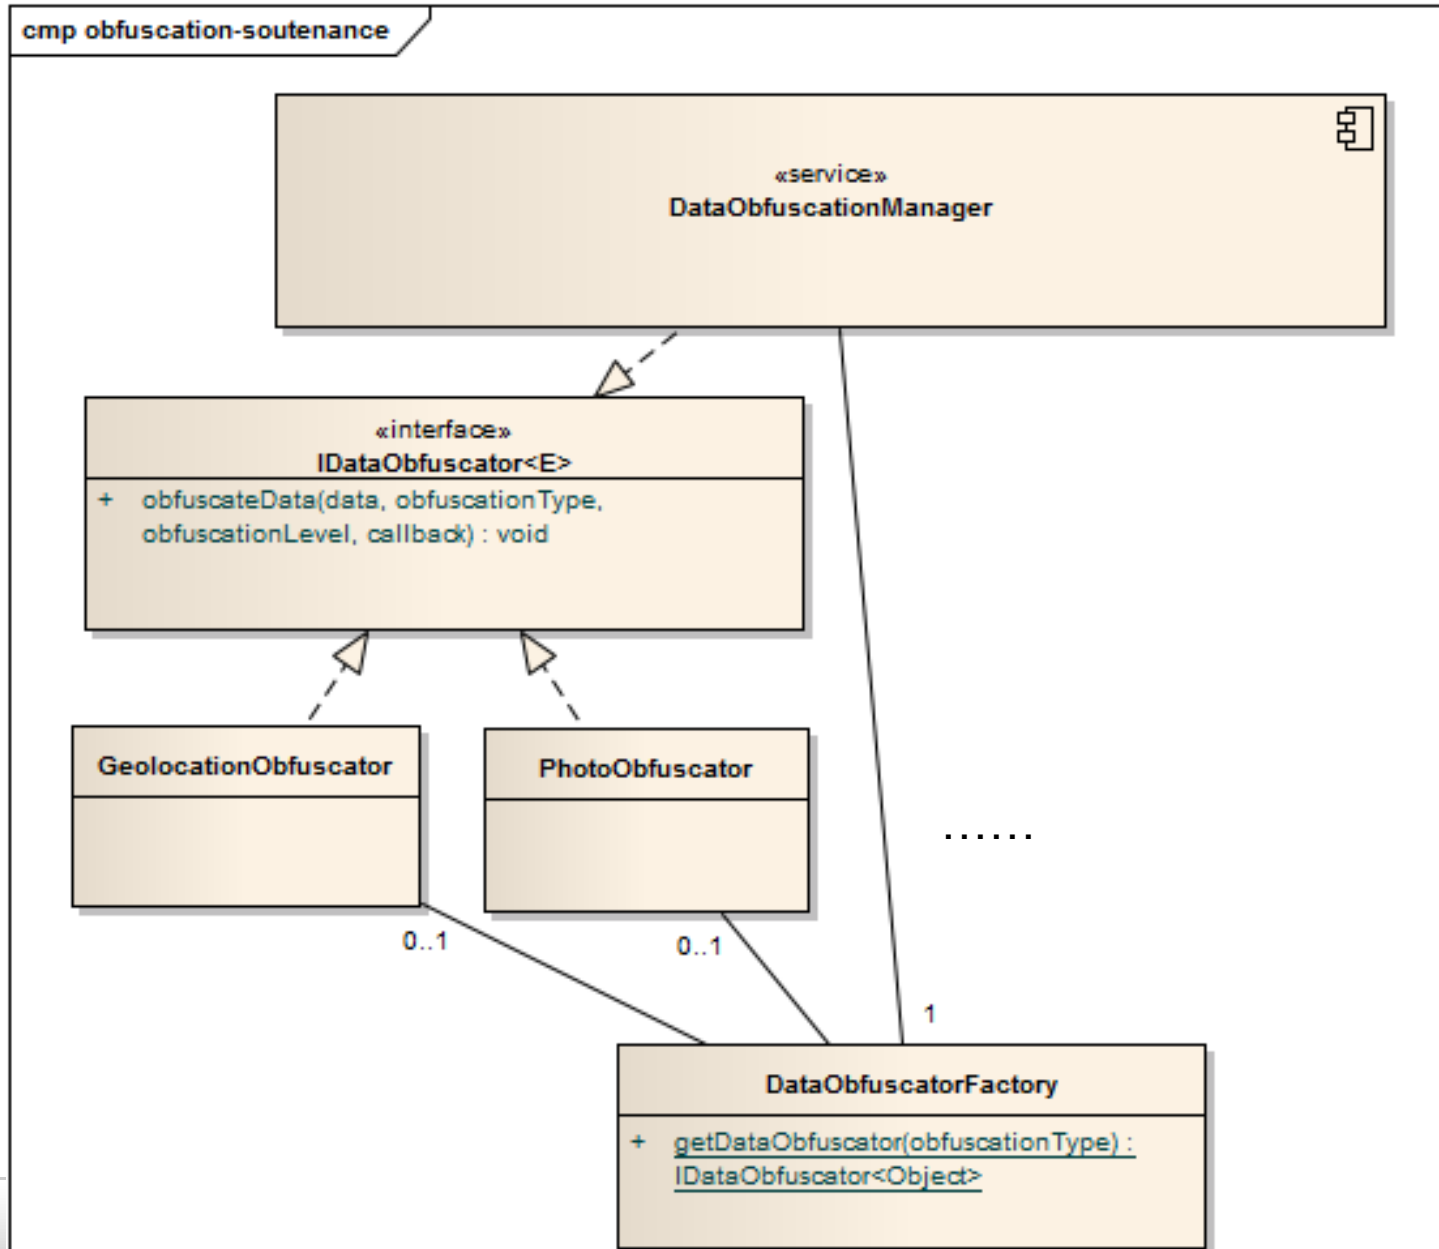 cmp obfuscation-soutenance
«service»
DataObfuscationManager
«interface»
IDataObfuscator<E>
+ obfuscateData(data, obfuscationType,
obfuscationLevel, callback) : void
GeolocationObfuscator
PhotoObfuscator
......
0..1
0..1
1
DataObfuscatorFactory
+ getDataObfuscator(obfuscationType) :
IDataObfuscator<Object>